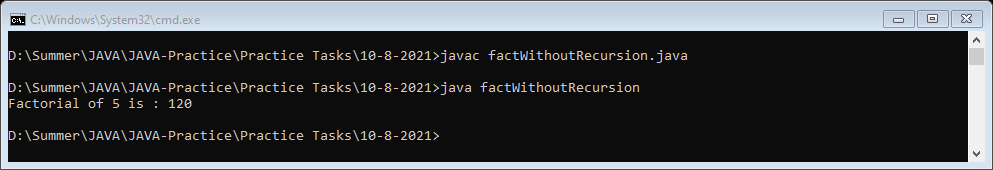 C:\Windows\System32\cmd.exe
D:\Summer\JAVA\JAVA-Practice\Practice Tasks\10-8-2021>javac factWithoutRecursion.java
D:\Summer\JAVA\JAVA-Practice\Practice Tasks\10-8-2021>java factWithoutRecursion
Factorial of 5 is : 120
D:\Summer\JAVA\JAVA-Practice\Practice Tasks\10-8-2021>